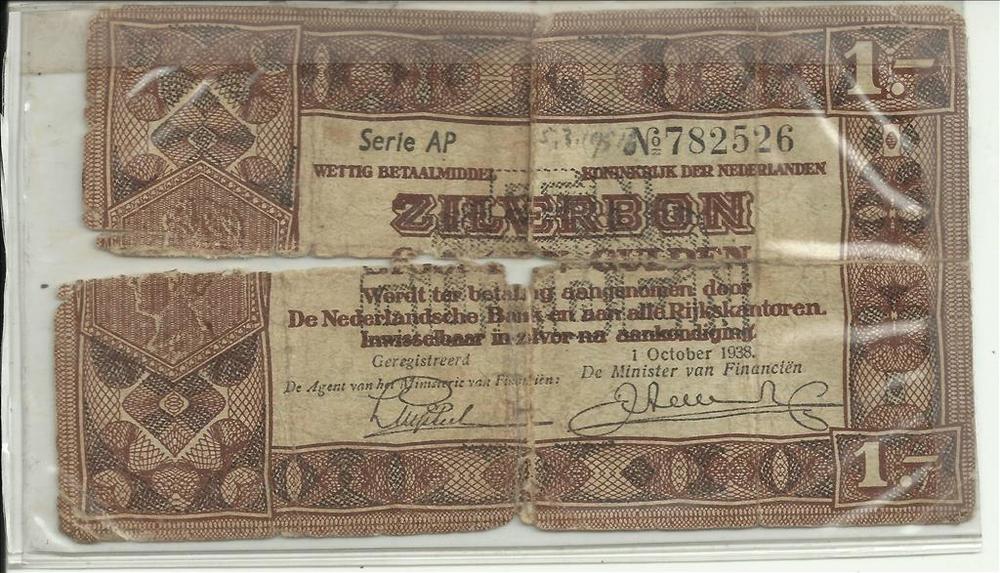 1.-
Serie AP
No 782526
WETTIG BETAALMIDDEL KONINKRIJK DER NEDERLANDEN
ZILVERBON
GULDEN
Wordt ter betaling aangenomen door
De Nederlandsche Bank en aan alle Rijkskantoren.
Inwisselbaar in zilver na aankondiging
Geregistreerd
1 October 1938.
De Agent van het Ministerie van Financiën:
De Minister van Financiën
1.-